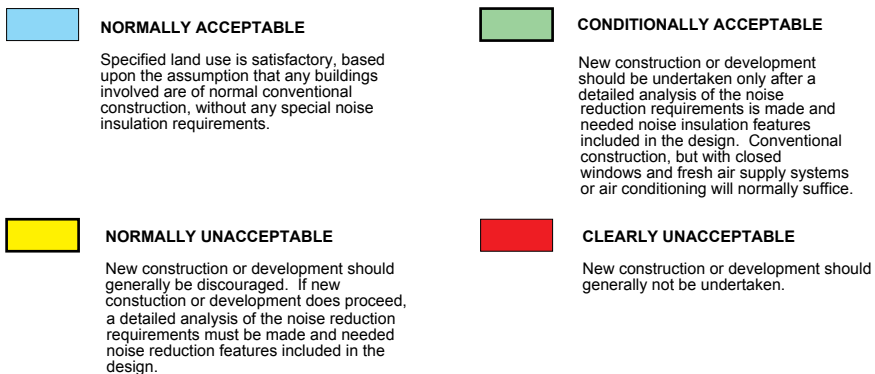 NORMALLY ACCEPTABLE
Specified land use is satisfactory, based
upon the assumption that any buildings
involved are of normal conventional
construction, without any special noise
insulation requirements.
CONDITIONALLY ACCEPTABLE
New construction or development
should be undertaken only after a
detailed analysis of the noise
reduction requirements is made and
needed noise insulation features
included in the design. Conventional
construction, but with closed
windows and fresh air supply systems
or air conditioning will normally suffice.
NORMALLY UNACCEPTABLE
New construction or development should
generally be discouraged. If new
constuction or development does proceed,
a detailed analysis of the noise reduction
requirements must be made and needed
noise reduction features included in the
design.
CLEARLY UNACCEPTABLE
New construction or development should
generally not be undertaken.